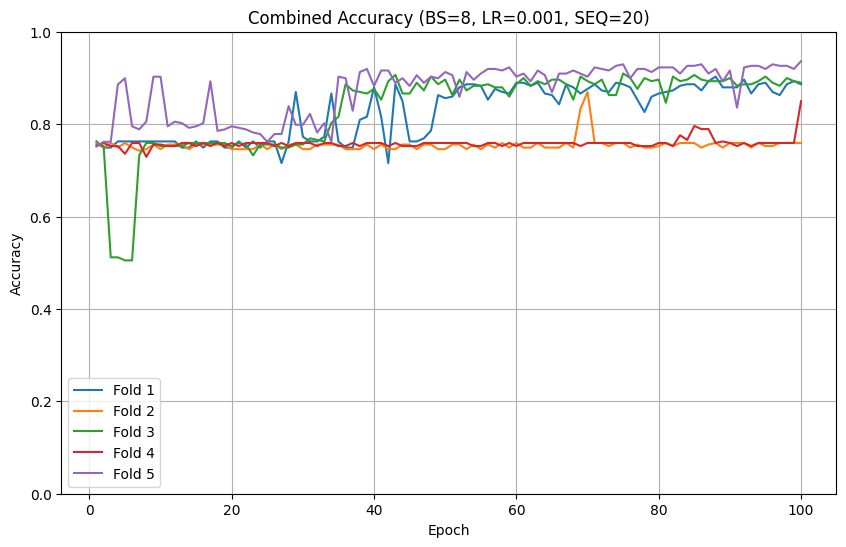 Combined Accuracy (BS=8, LR=0.001, SEQ=20)
1.0
0.8
0.6
0.4
0.2
0.0
Accuracy
Fold 1
Fold 2
Fold 3
Fold 4
Fold 5
0 20 40 60 80 100
Epoch